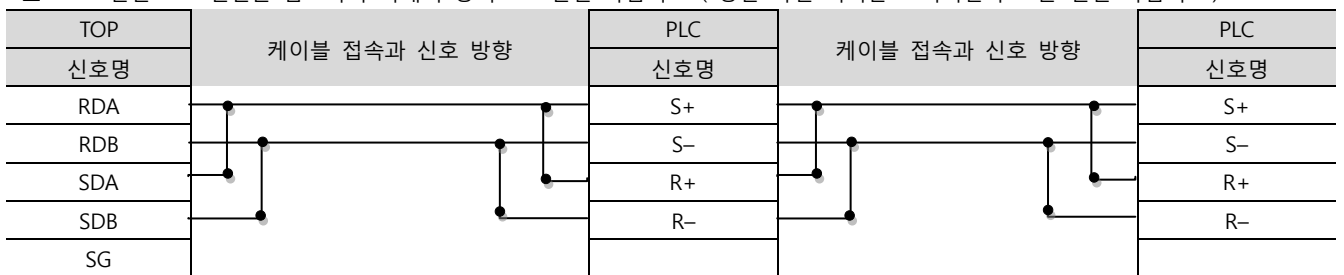 TOP 케이블 접속과 신호 방향 PLC 케이블 접속과 신호 방향 PLC
신호명 신호명 신호명
RDA S+ S+
RDB S– S–
SDA R+ R+
SDB R– R–
SG